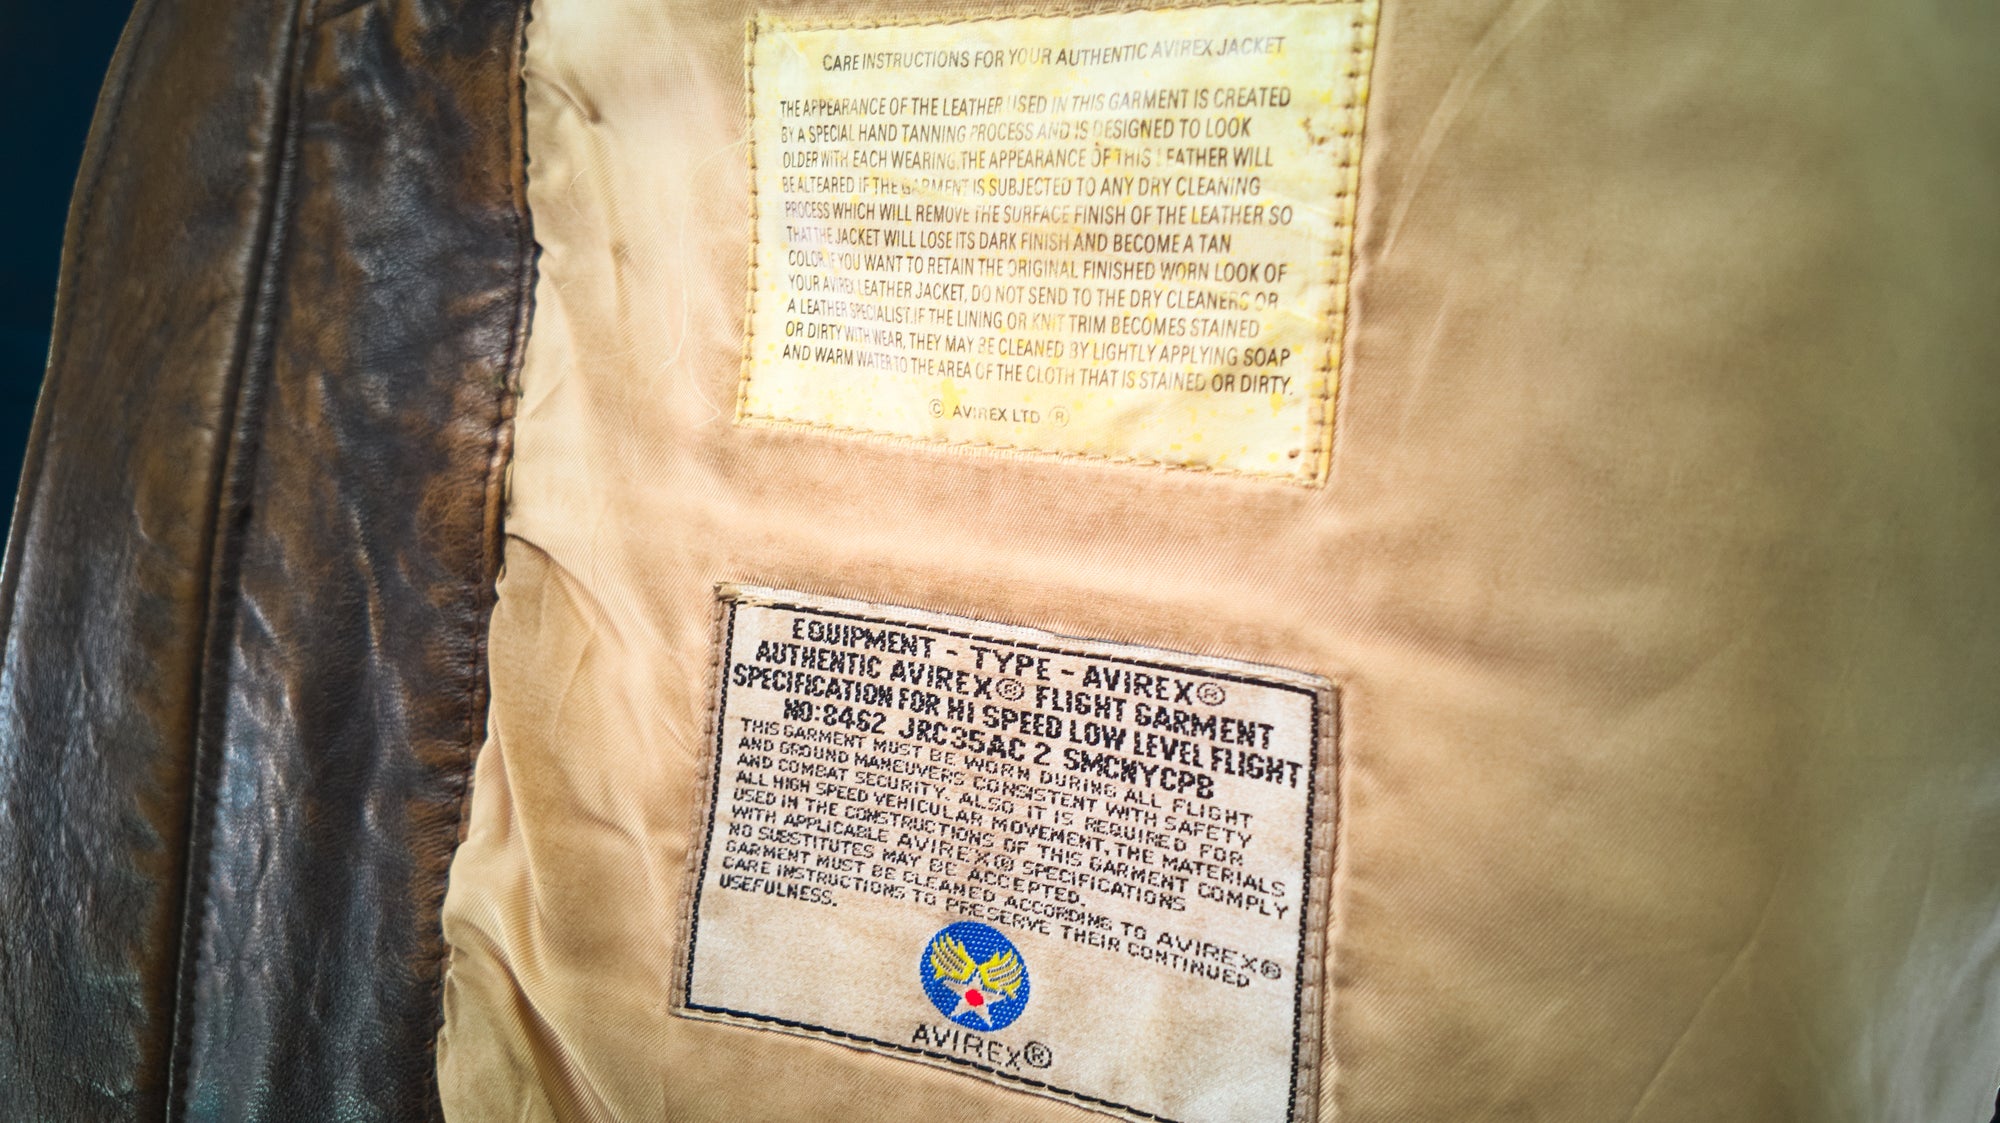 CARE INSTRUCTIONS FOR YOUR AUTHENTIC AVIREX JACKET
THE APPEARANCE OF THE LEATHER USED IN THIS GARMENT IS CREATED
BY A SPECIAL HAND TANNING PROCESS AND IS DESIGNED TO LOOK
OLDER WITH EACH WEARING. THE APPEARANCE OF THIS LEATHER WILL
BE ALTEARED IF THE GARMENT IS SUBJECTED TO ANY DRY CLEANING
PROCESS WHICH WILL REMOVE THE SURFACE FINISH OF THE LEATHER SO
THAT THE JACKET WILL LOSE ITS DARK FINISH AND BECOME A TAN
COLOR. IF YOU WANT TO RETAIN THE ORIGINAL FINISHED WORN LOOK OF
YOUR AVIREX LEATHER JACKET, DO NOT SEND TO THE DRY CLEANERS OR
A LEATHER SPECIALIST. IF THE LINING OR KNIT TRIM BECOMES STAINED
OR DIRTY WITH WEAR, THEY MAY BE CLEANED BY LIGHTLY APPLYING SOAP
AND WARM WATER TO THE AREA OF THE CLOTH THAT IS STAINED OR DIRTY.
© AVIREX LTD ®
EQUIPMENT - TYPE - AVIREX®
AUTHENTIC AVIREX® FLIGHT GARMENT
SPECIFICATION FOR HI SPEED LOW LEVEL FLIGHT
NO:8462 JRC35AC 2 SMCNYCPB
THIS GARMENT MUST BE WORN DURING ALL FLIGHT
AND GROUND MANEUVERS CONSISTENT WITH SAFETY
AND COMBAT SECURITY. ALSO IT IS REQUIRED FOR
ALL HIGH SPEED VEHICULAR MOVEMENT. THE MATERIALS
USED IN THE CONSTRUCTIONS OF THIS GARMENT COMPLY
WITH APPLICABLE AVIREX® SPECIFICATIONS
NO SUBSTITUTES MAY BE ACCEPTED.
GARMENT MUST BE CLEANED ACCORDING TO AVIREX®
CARE INSTRUCTIONS TO PRESERVE THEIR CONTINUED
USEFULNESS.
AVIREX®